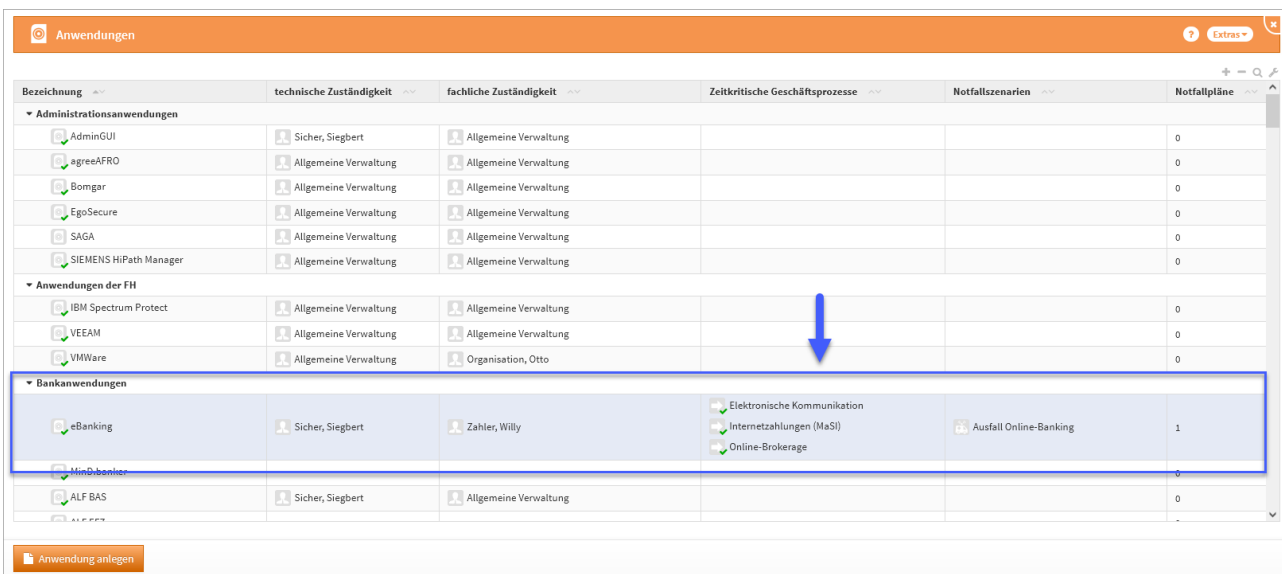 Anwendungen ? Extras
Bezeichnung technische Zuständigkeit fachliche Zuständigkeit Zeitkritische Geschäftsprozesse Notfallszenarien Notfallpläne
Administrationsanwendungen
AdminGUI Sicher, Siegbert Allgemeine Verwaltung 0
agreeAFRO Allgemeine Verwaltung Allgemeine Verwaltung 0
Bomgar Allgemeine Verwaltung Allgemeine Verwaltung 0
EgoSecure Allgemeine Verwaltung Allgemeine Verwaltung 0
SAGA Allgemeine Verwaltung Allgemeine Verwaltung 0
SIEMENS HiPath Manager Allgemeine Verwaltung Allgemeine Verwaltung 0
Anwendungen der FH
IBM Spectrum Protect Allgemeine Verwaltung Allgemeine Verwaltung 0
VEEAM Allgemeine Verwaltung Allgemeine Verwaltung 0
VMWare Allgemeine Verwaltung Organisation, Otto 0
Bankanwendungen
Elektronische Kommunikation
eBanking Sicher, Siegbert Zahler, Willy Internetzahlungen (MaSI) Ausfall Online-Banking 1
Online-Brokerage
MinD.banker 0
ALF BAS Sicher, Siegbert Allgemeine Verwaltung 0
Anwendung anlegen